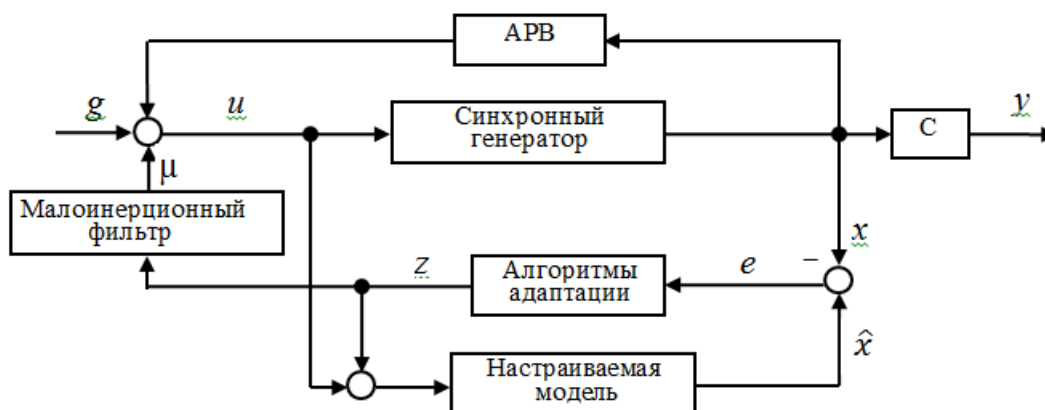 АРВ
g
u
Синхронный
генератор
С
y
μ
Малоинерционный
фильтр
x
z
Алгоритмы
адаптации
e
–
x̂
Настраиваемая
модель